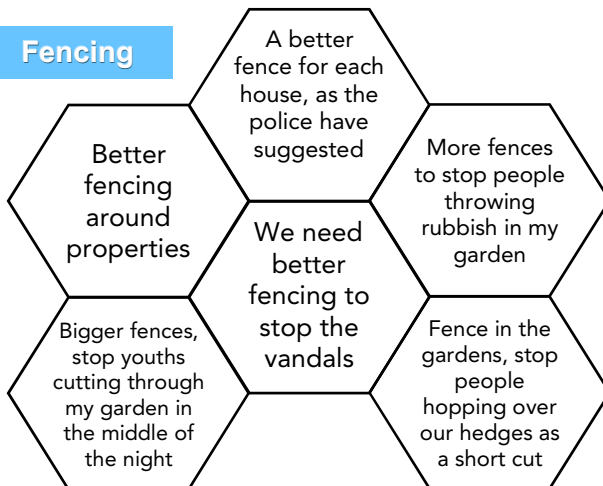 Fencing
A better
fence for each
house, as the
police have
suggested
Better
fencing
around
properties
More fences
to stop people
throwing
rubbish in my
garden
We need
better
fencing to
stop the
vandals
Bigger fences,
stop youths
cutting through
my garden in
the middle of
the night
Fence in the
gardens, stop
people
hopping over
our hedges as
a short cut